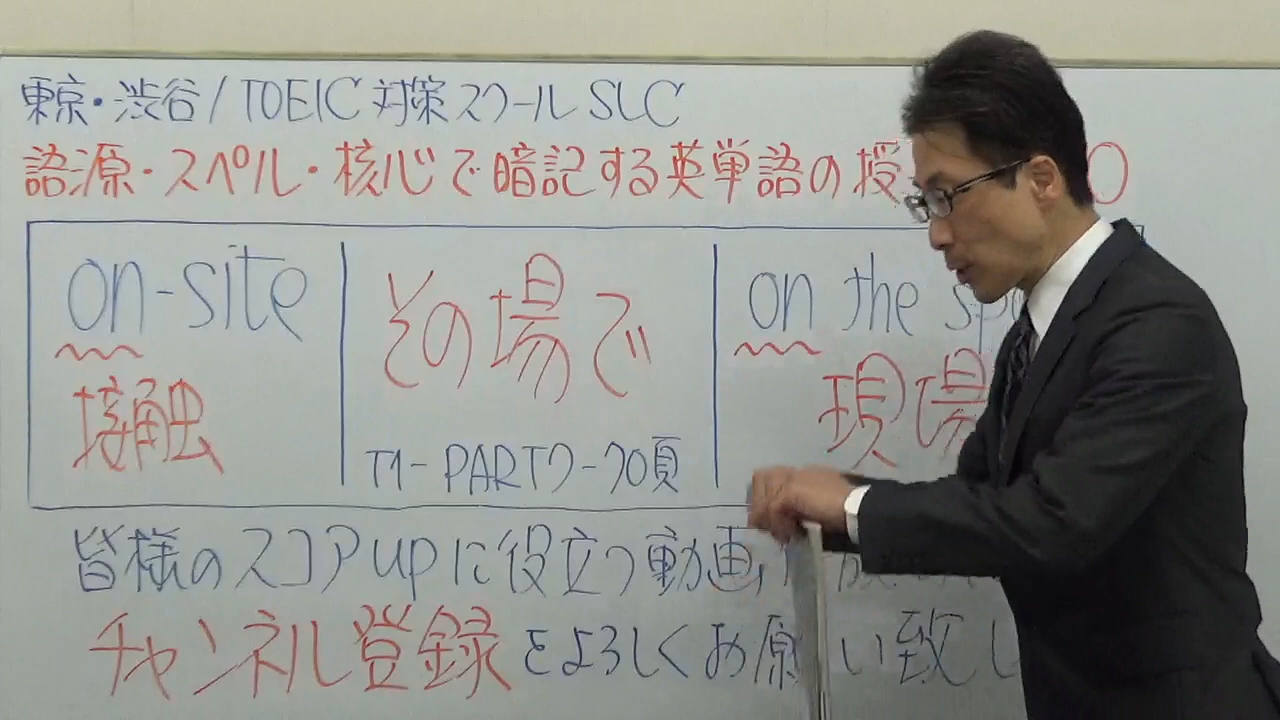 東京・渋谷/TOEIC対策スクールSLC
語源・スペル・核心で暗記する英単語の授
on-site
接触
その場で
T1-PART7-70頁
on the sp
現場
皆様のスコアupに役立つ動画
チャンネル登録をよろしくお願い致し